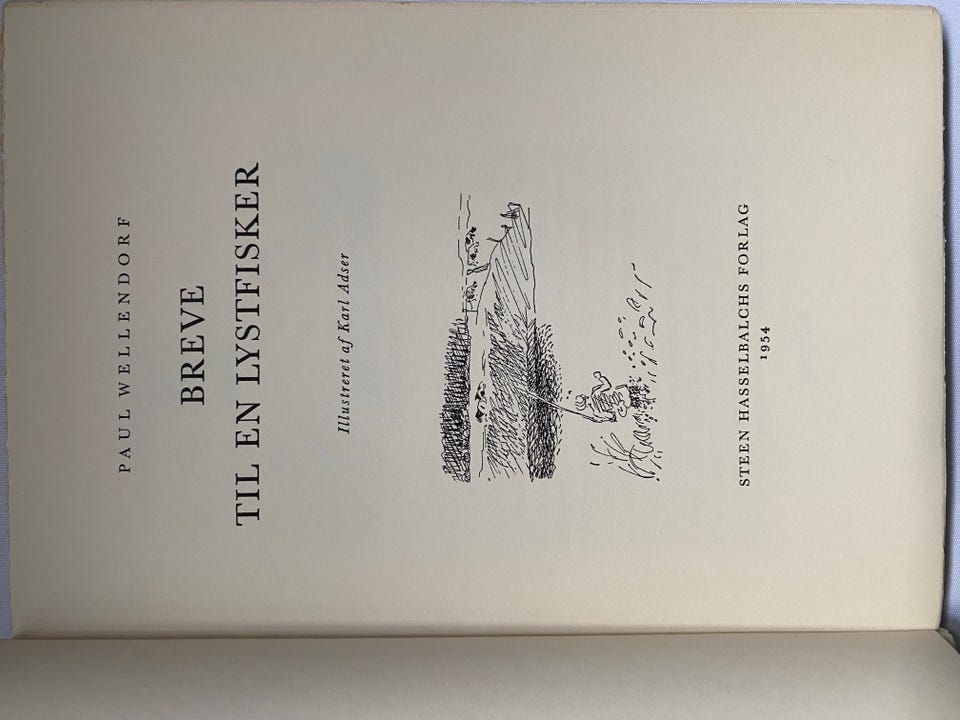 PAUL WELLENDORF
BREVE
TIL EN LYSTFISKER
Illustreret af Karl Adser
STEEN HASSELBALCHS FORLAG
1954